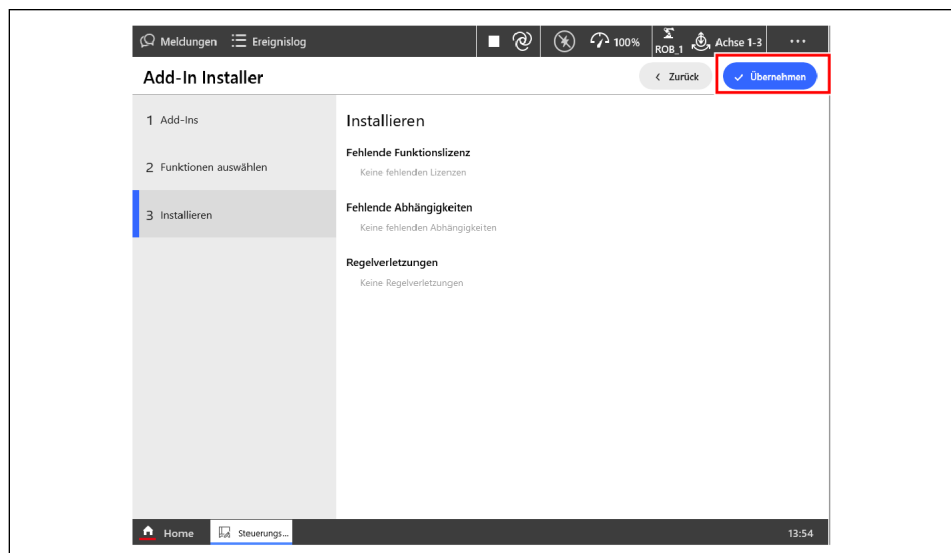 Meldungen Ereignislog 100% ROB_1 Achse 1-3 ...
Add-In Installer
Zurück Übernehmen
1 Add-Ins
2 Funktionen auswählen
3 Installieren
Installieren
Fehlende Funktionslizenz
Keine fehlenden Lizenzen
Fehlende Abhängigkeiten
Keine fehlenden Abhängigkeiten
Regelverletzungen
Keine Regelverletzungen
Home Steuerungs... 13:54